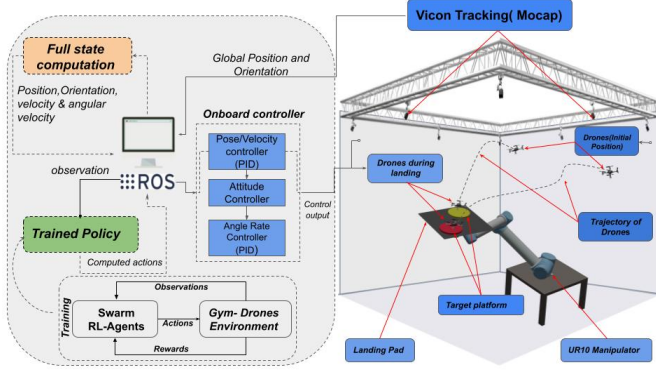 Vicon Tracking( Mocap)
Full state
computation
Global Position and
Orientation
Position,Orientation,
velocity & angular
velocity
Onboard controller
Pose/Velocity
controller
(PID)
observation
ROS
Attitude
Controller
Control
output
Trained Policy
Angle Rate
Controller
(PID)
Computed actions
Training
Observations
Swarm
RL-Agents
Actions
Gym- Drones
Environment
Rewards
Drones(Initial
Position)
Drones during
landing
Trajectory of
Drones
Target platform
Landing Pad
UR10 Manipulator